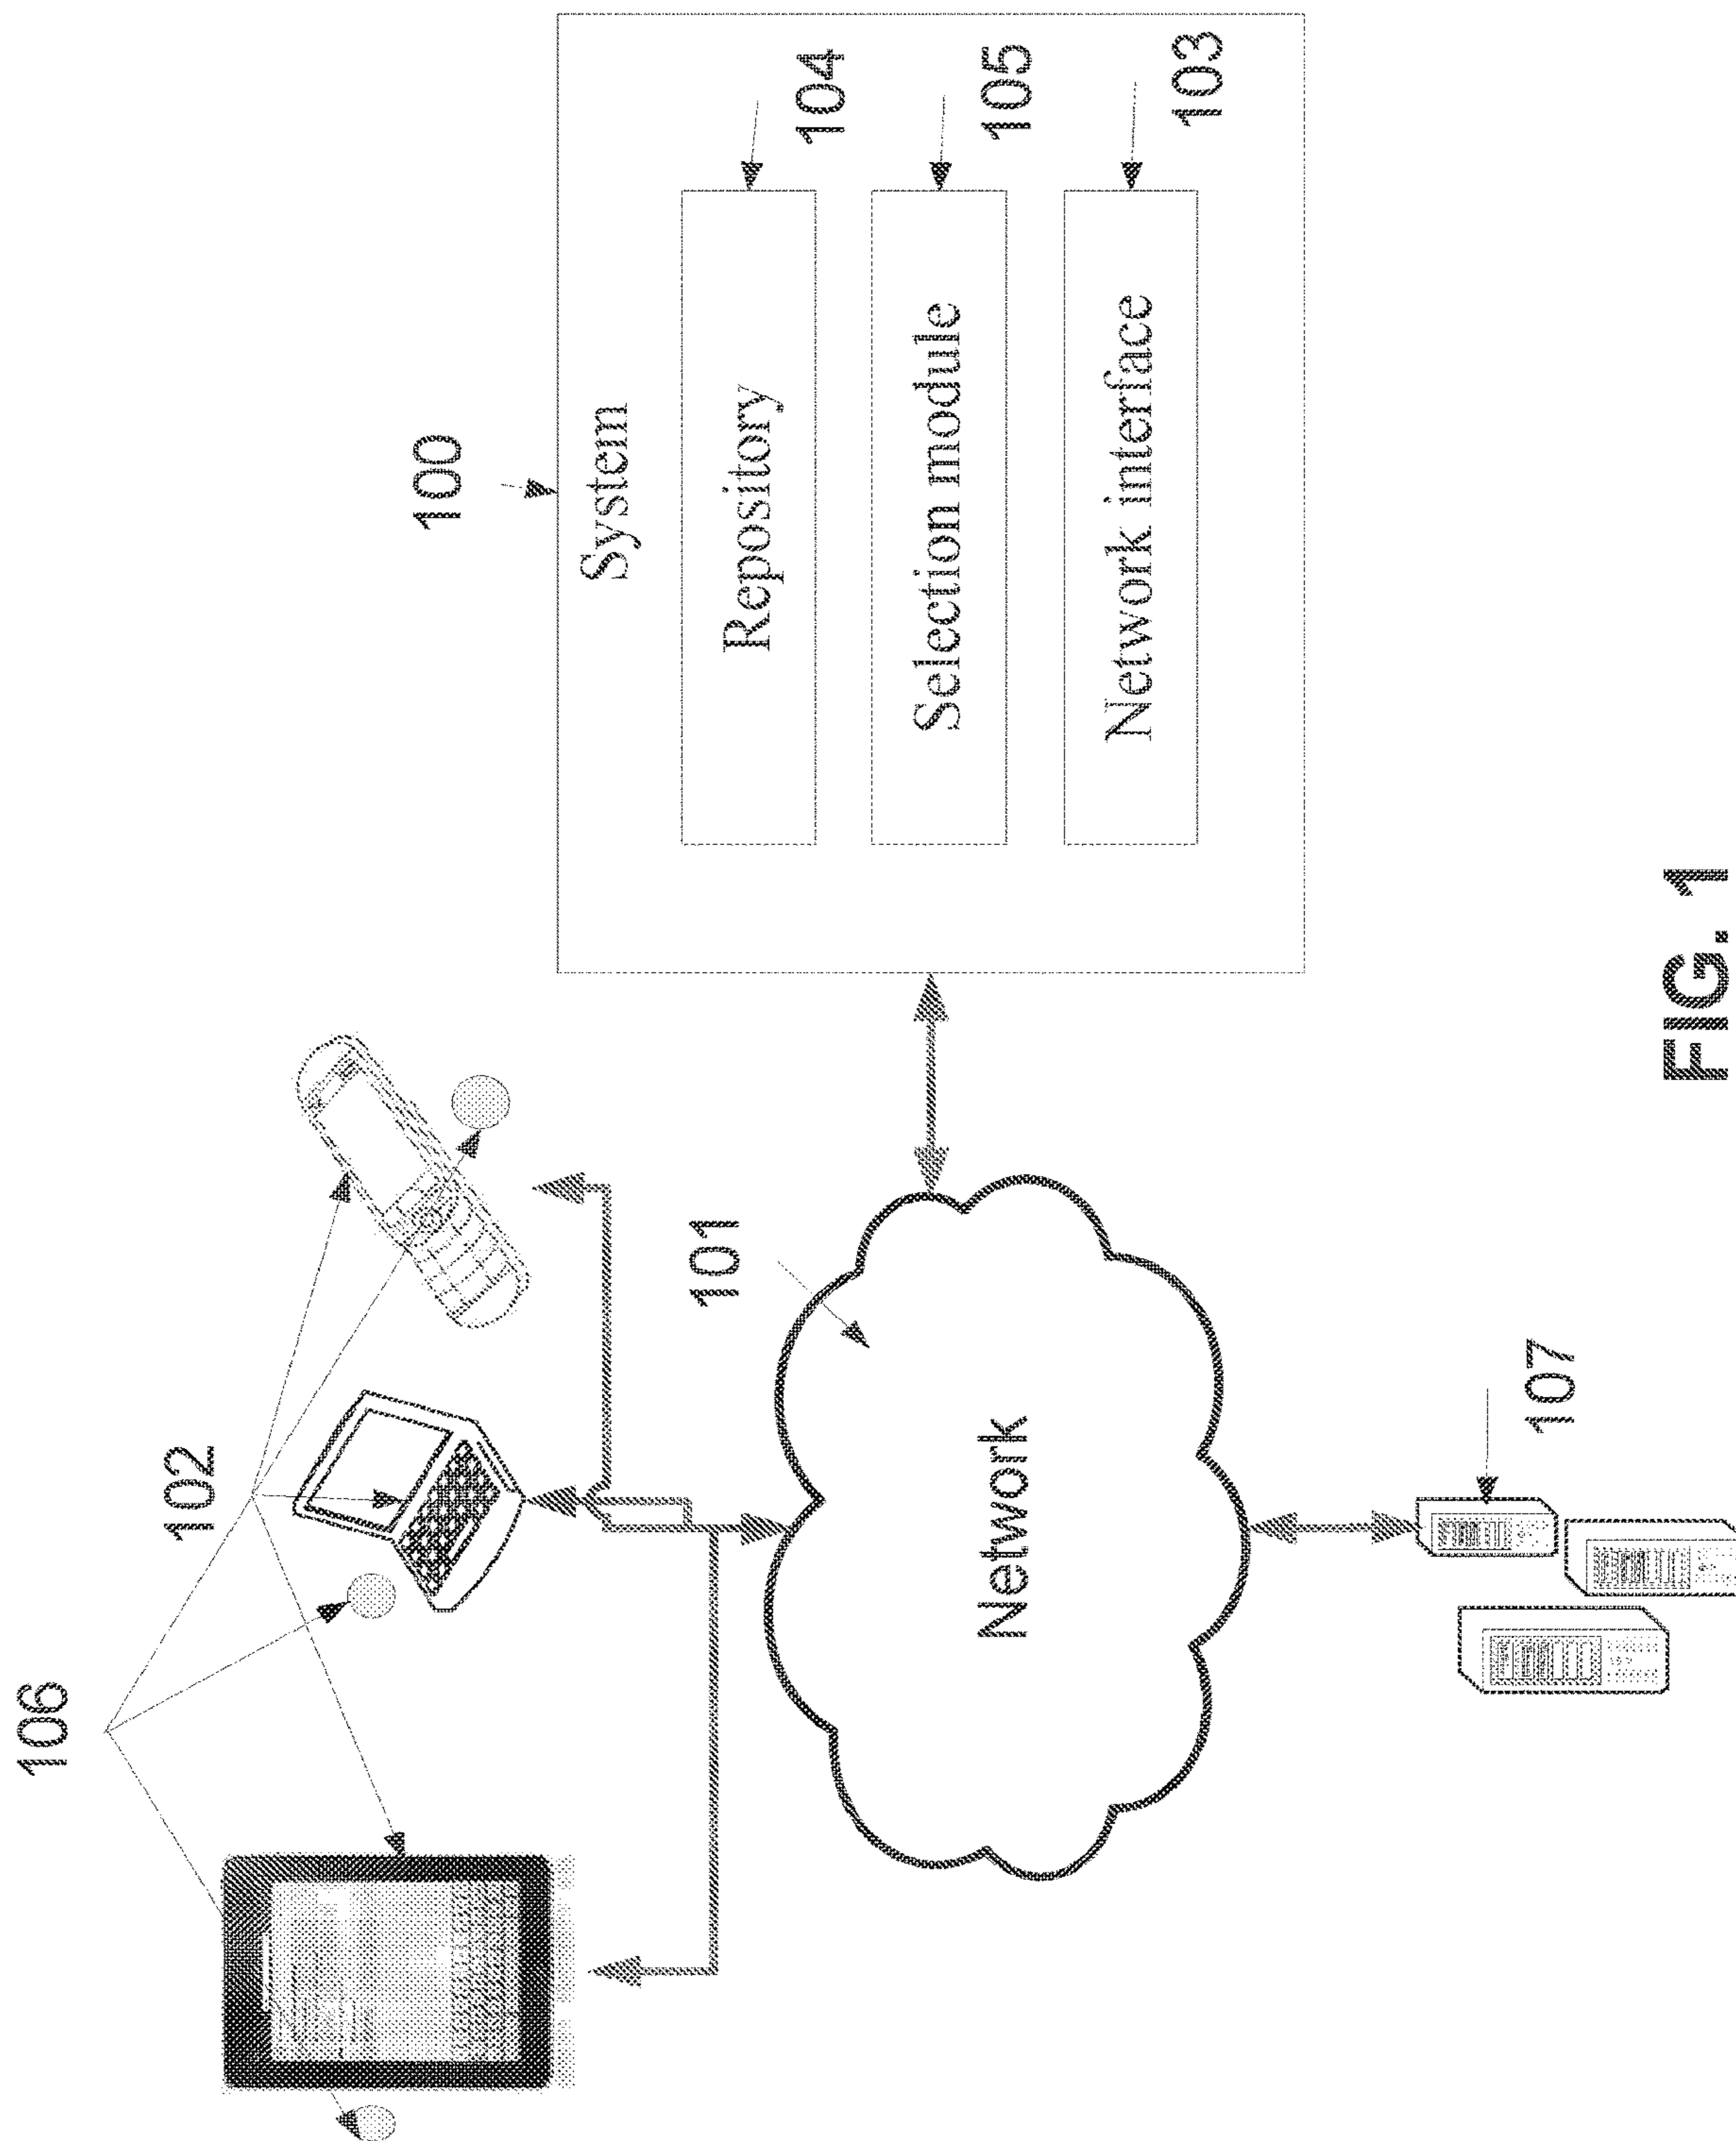 106
102
100
System
101
Repository
104
Network
Selection module
105
Network interface
103
107
FIG. 1